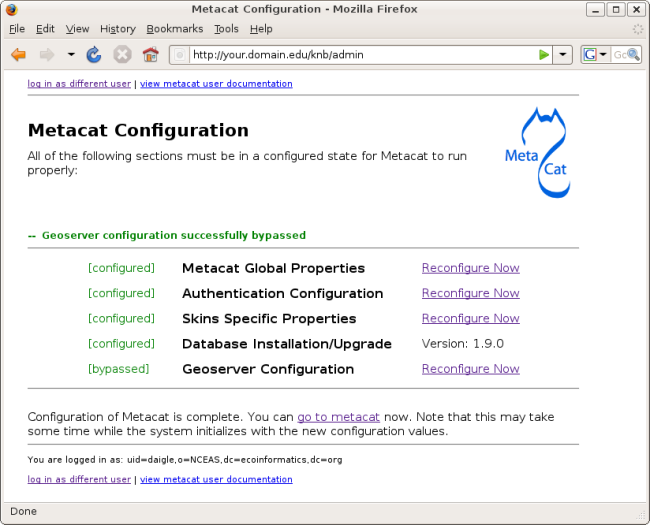 Metacat Configuration - Mozilla Firefox
File Edit View History Bookmarks Tools Help
http://your.domain.edu/knb/admin
G Go
log in as different user | view metacat user documentation
Metacat Configuration
Meta Cat
All of the following sections must be in a configured state for Metacat to run
properly:
-- Geoserver configuration successfully bypassed
[configured] Metacat Global Properties Reconfigure Now
[configured] Authentication Configuration Reconfigure Now
[configured] Skins Specific Properties Reconfigure Now
[configured] Database Installation/Upgrade Version: 1.9.0
[bypassed] Geoserver Configuration Reconfigure Now
Configuration of Metacat is complete. You can go to metacat now. Note that this may take
some time while the system initializes with the new configuration values.
You are logged in as: uid=daigle,o=NCEAS,dc=ecoinformatics,dc=org
log in as different user | view metacat user documentation
Done